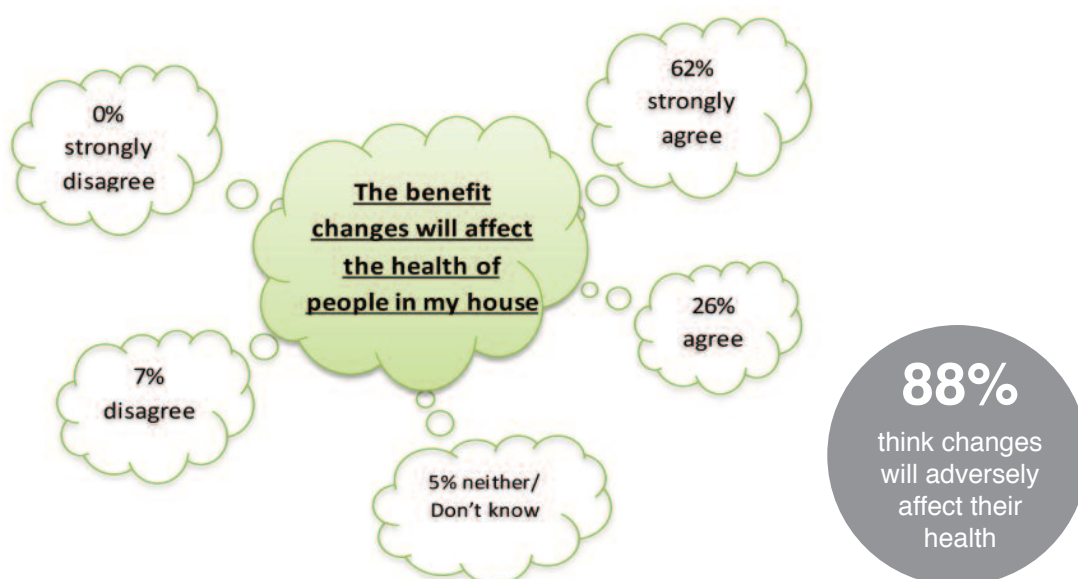 The benefit
changes will affect
the health of
people in my house
0%
strongly
disagree
62%
strongly
agree
26%
agree
7%
disagree
5% neither/
Don't know
88%
think changes
will adversely
affect their
health